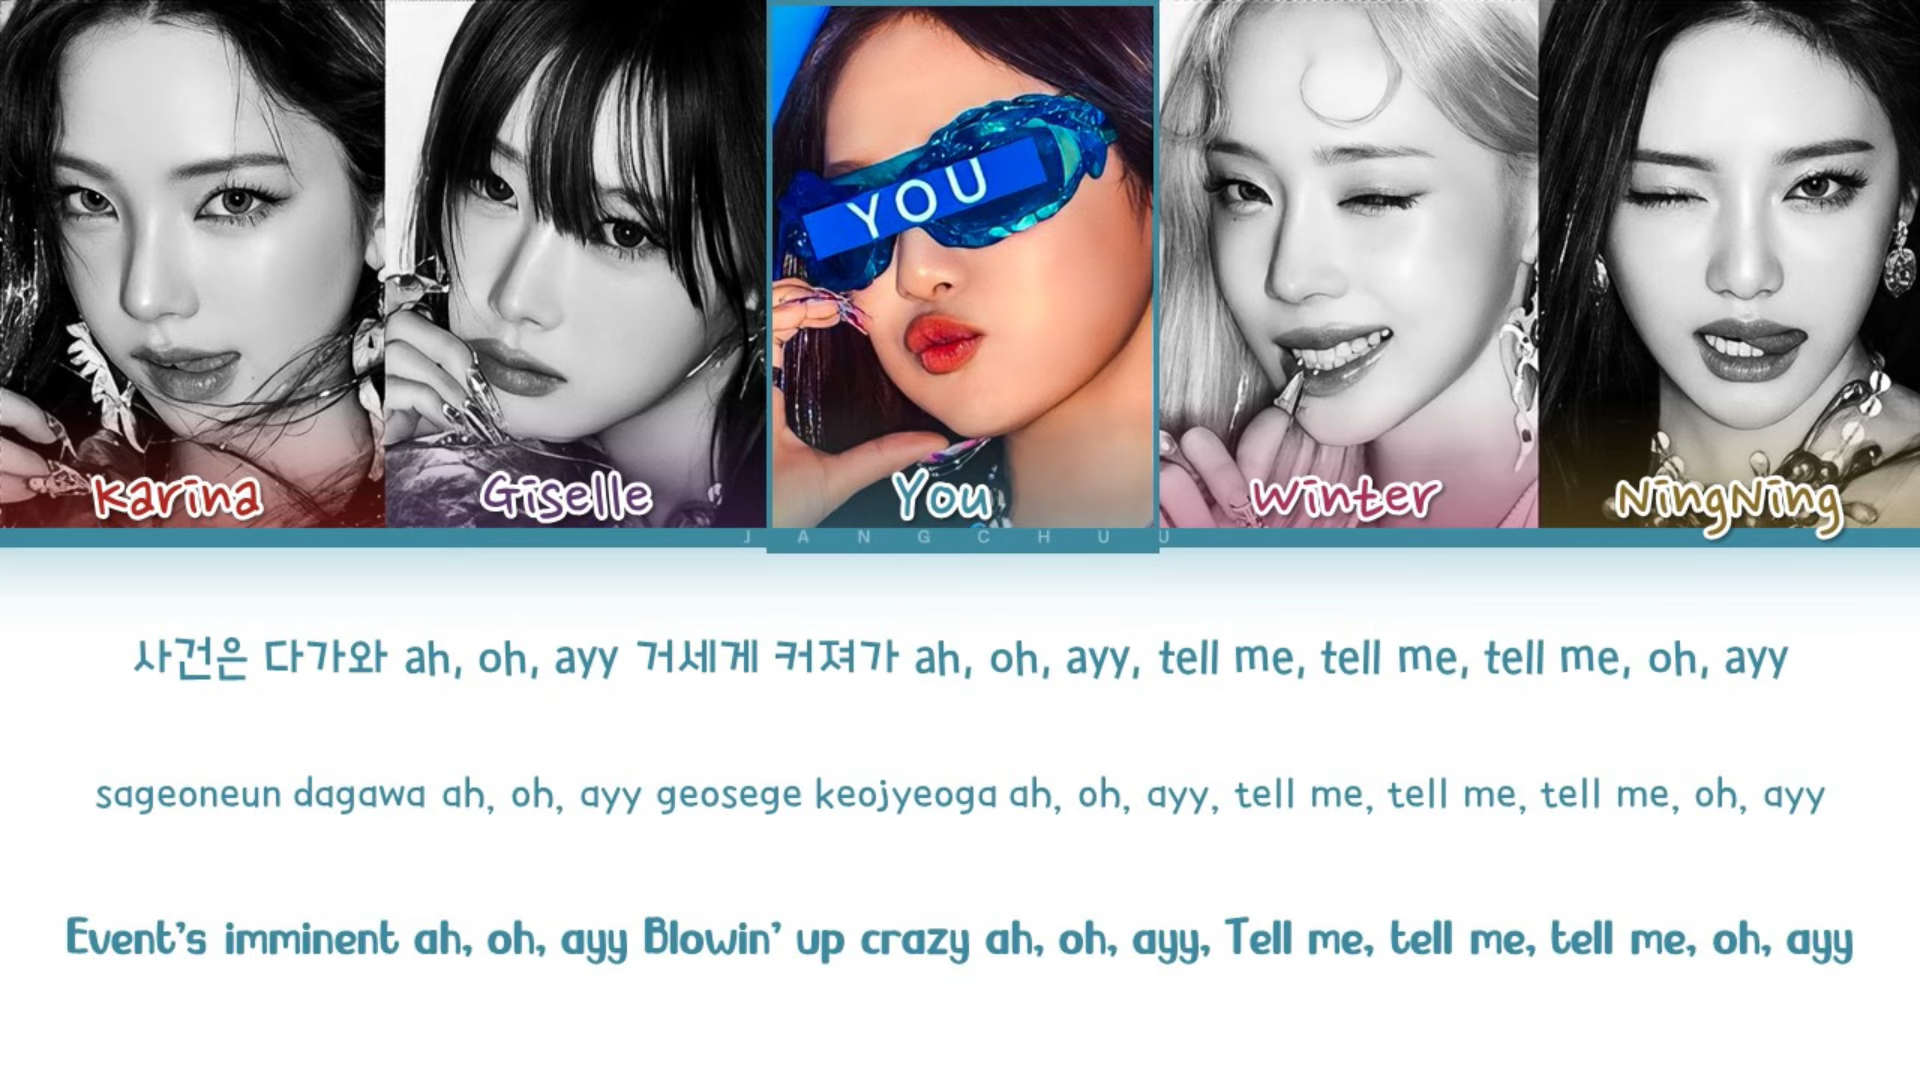 YOU
Karina Giselle You Winter NingNing
JANGCHUU
사건은 다가와 ah, oh, ayy 거세게 커져가 ah, oh, ayy, tell me, tell me, tell me, oh, ayy
sageoneun dagawa ah, oh, ayy geosege keojyeoga ah, oh, ayy, tell me, tell me, tell me, oh, ayy
Event's imminent ah, oh, ayy Blowin' up crazy ah, oh, ayy, Tell me, tell me, tell me, oh, ayy